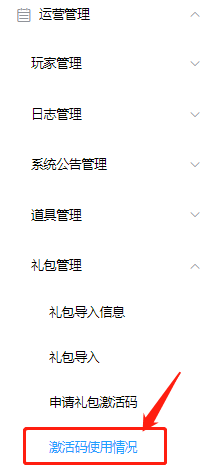 运营管理
玩家管理
日志管理
系统公告管理
道具管理
礼包管理
礼包导入信息
礼包导入
申请礼包激活码
激活码使用情况